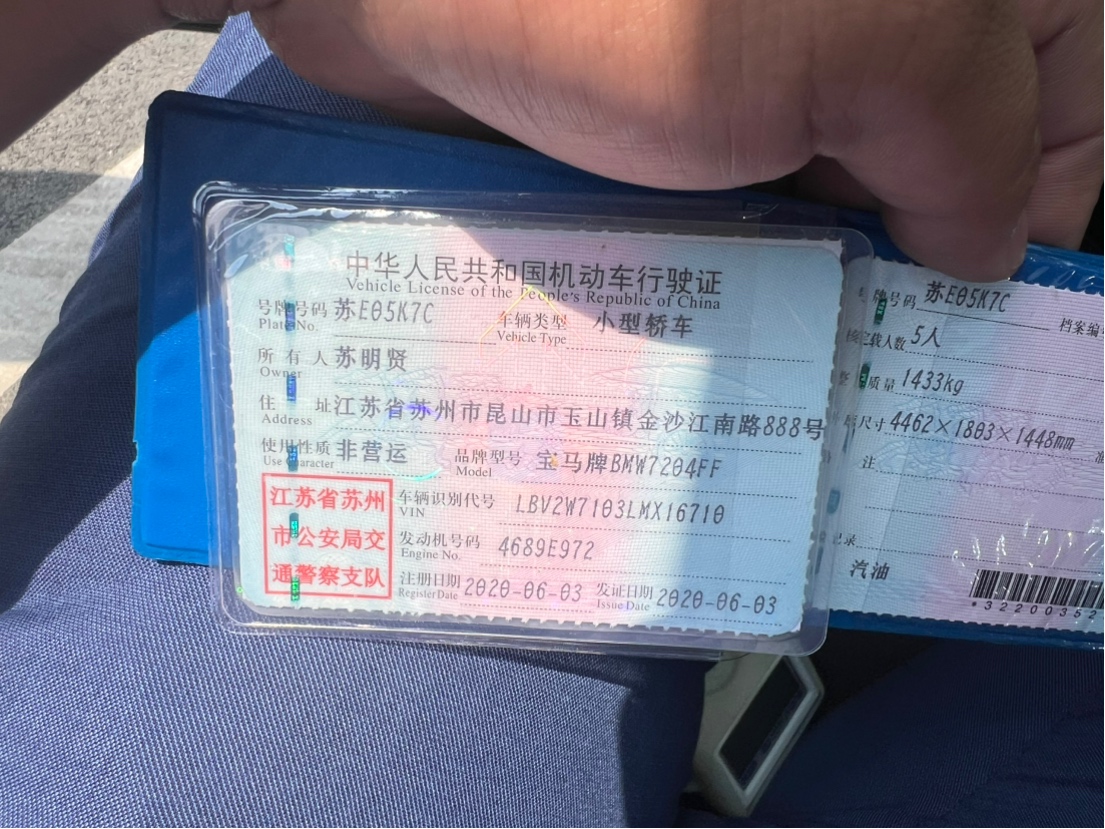 中华人民共和国机动车行驶证
Vehicle License of the People's Republic of China
号牌号码 苏E05K7C 车辆类型 小型轿车
Plate No. Vehicle Type
所有人 苏明贤
Owner
住址 江苏省苏州市昆山市玉山镇金沙江南路888号
Address
使用性质 非营运 品牌型号 宝马牌BMW7204FF
Use Character Model
江苏省苏州
市公安局交
通警察支队
车辆识别代号 LBV2W7103LMX16710
VIN
发动机号码 4689E972
Engine No.
注册日期 2020-06-03 发证日期 2020-06-03
Register Date Issue Date
号牌号码 苏E05K7C 档案编
载人数 5人
质量 1433kg
尺寸 4462×1803×1448mm
注
记录
汽油
*32200352